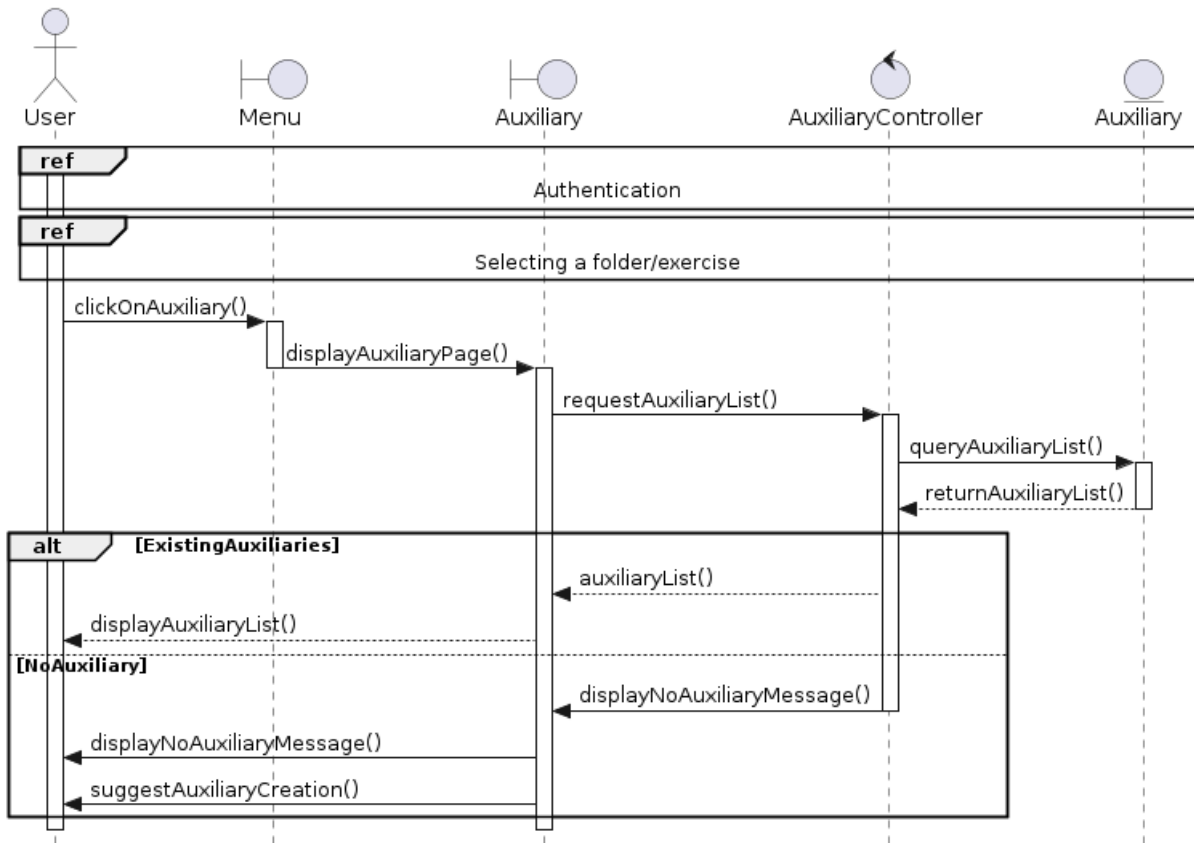 User
Menu
Auxiliary
AuxiliaryController
Auxiliary
ref
Authentication
ref
Selecting a folder/exercise
clickOnAuxiliary()
displayAuxiliaryPage()
requestAuxiliaryList()
queryAuxiliaryList()
returnAuxiliaryList()
alt [ExistingAuxiliaries]
auxiliaryList()
displayAuxiliaryList()
[NoAuxiliary]
displayNoAuxiliaryMessage()
displayNoAuxiliaryMessage()
suggestAuxiliaryCreation()